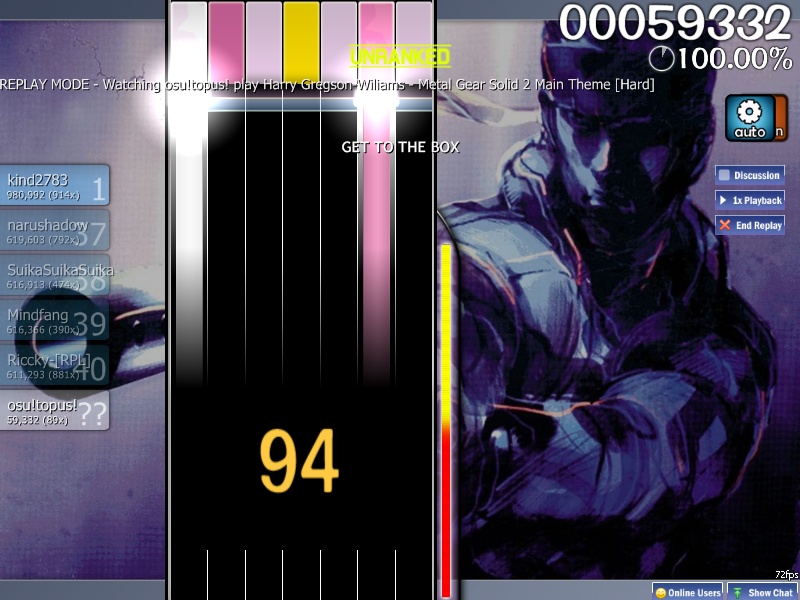 00059332
UNRANKED
100.00%
REPLAY MODE - Watching osu!topus! play Harry Gregson-Wiliams - Metal Gear Solid 2 Main Theme [Hard]
auto
n
GET TO THE BOX
Discussion
1x Playback
End Replay
kind2783
980,992 (914x)
1
narushadow
619,603 (792x)
37
SuikaSuikaSuika
616,913 (474x)
38
Mindfang
616,366 (390x)
39
Riccky-[RPL]
611,293 (881x)
40
osu!topus!
59,332 (89x)
??
94
72fps
Online Users
Show Chat